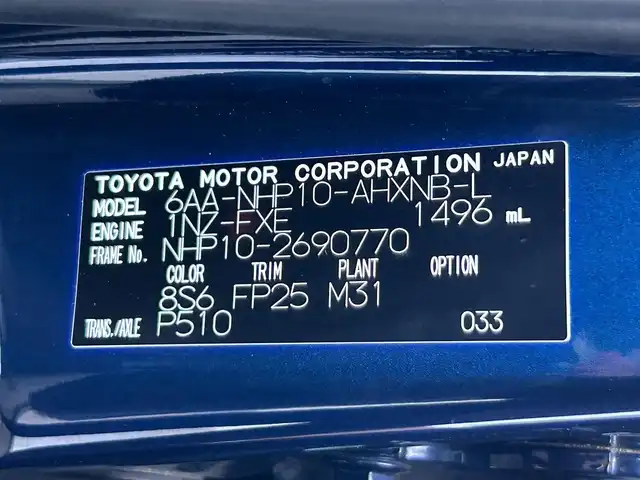 TOYOTA MOTOR CORPORATION JAPAN
MODEL 6AA-NHP10-AHXNB-L
ENGINE 1NZ-FXE 1496 mL
FRAME No. NHP10-2690770
COLOR TRIM PLANT OPTION
8S6 FP25 M31
TRANS./AXLE P510 033